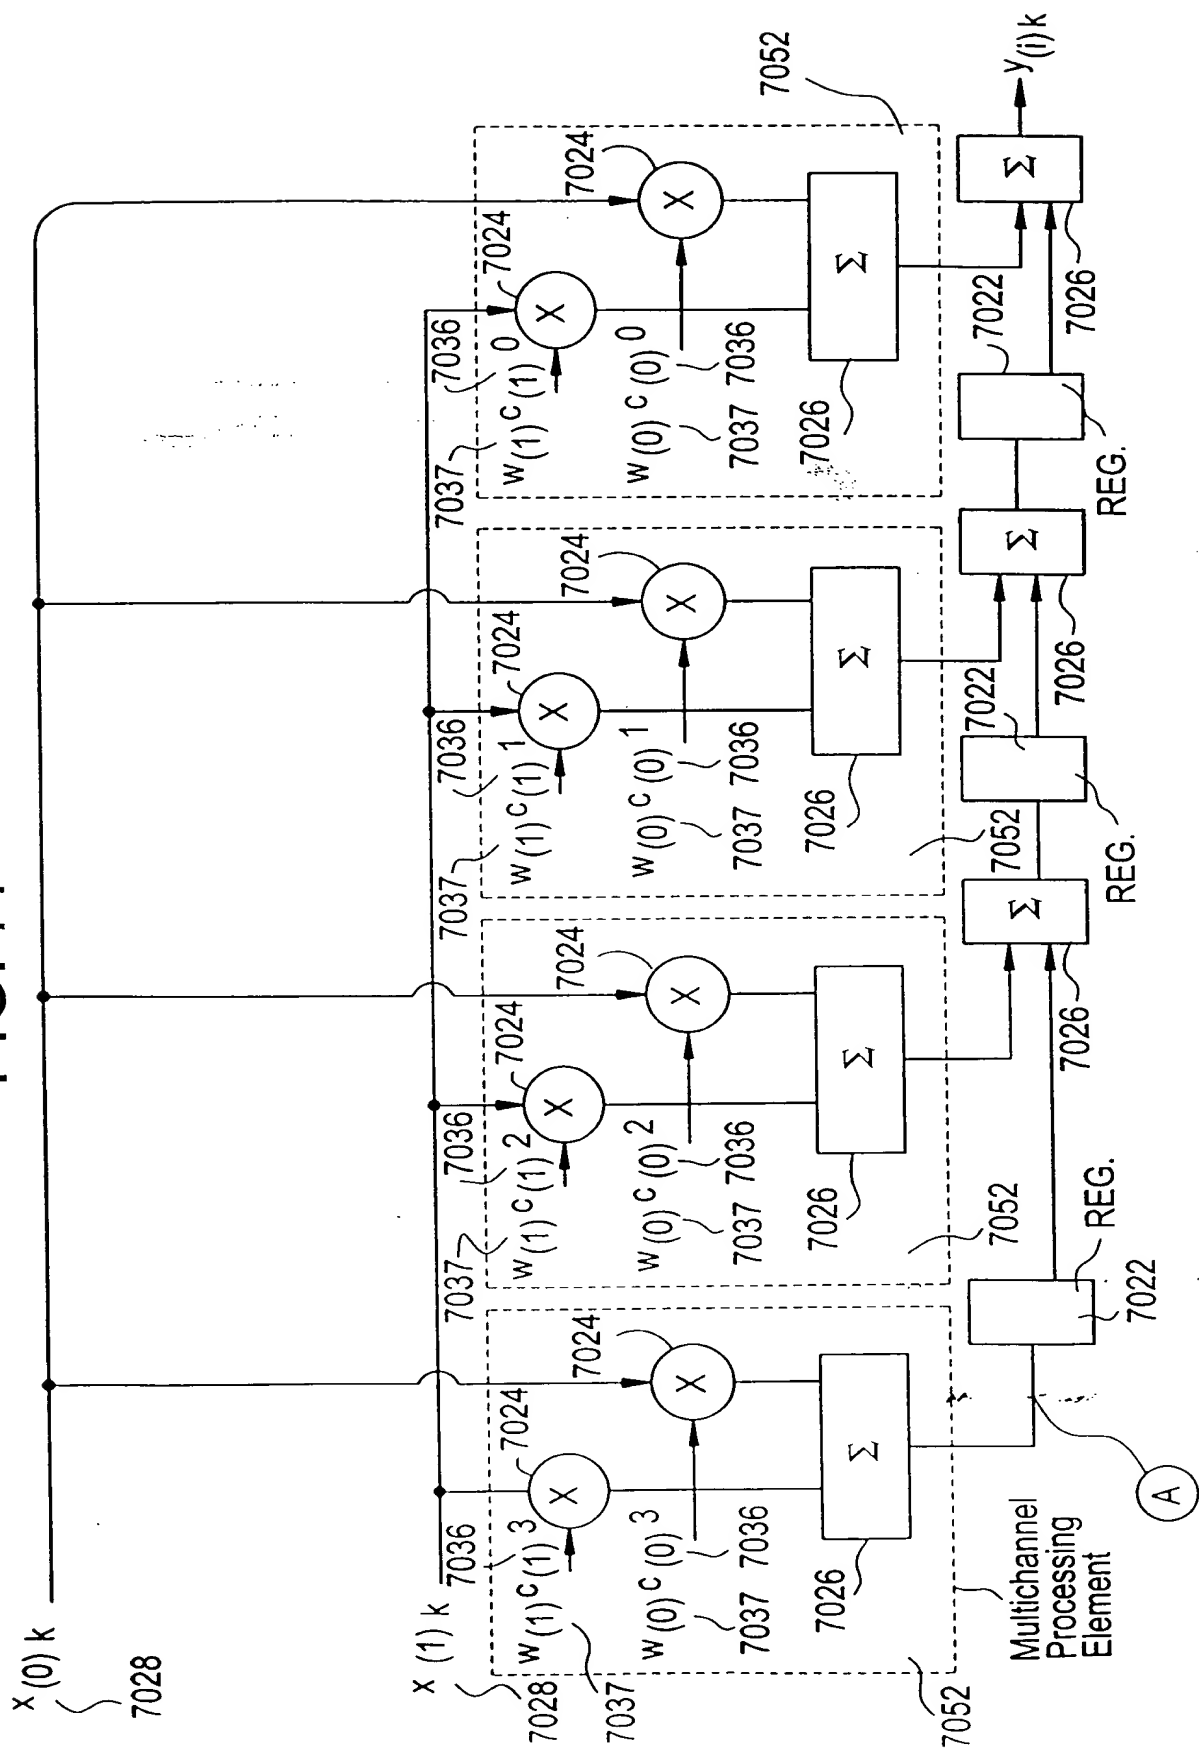 x (0) k
7028
x (1) k
7028
7036
7037
w (1) c (1) 3
7024
7024
w (0) c (0) 3
7037
7036
7026
Σ
X
X
7052
Multichannel
Processing
Element
A
7022
REG.
7036
7037
w (1) c (1) 2
7024
7024
w (0) c (0) 2
7037
7036
7026
Σ
X
X
7052
7026
Σ
7036
7037
w (1) c (1) 1
7024
7024
w (0) c (0) 1
7037
7036
7026
Σ
X
X
7052
7022
REG.
7026
Σ
7036
7037
w (1) c (1) 0
7024
7024
w (0) c (0) 0
7037
7036
7026
Σ
X
X
7052
7022
REG.
7026
Σ
y (i) k